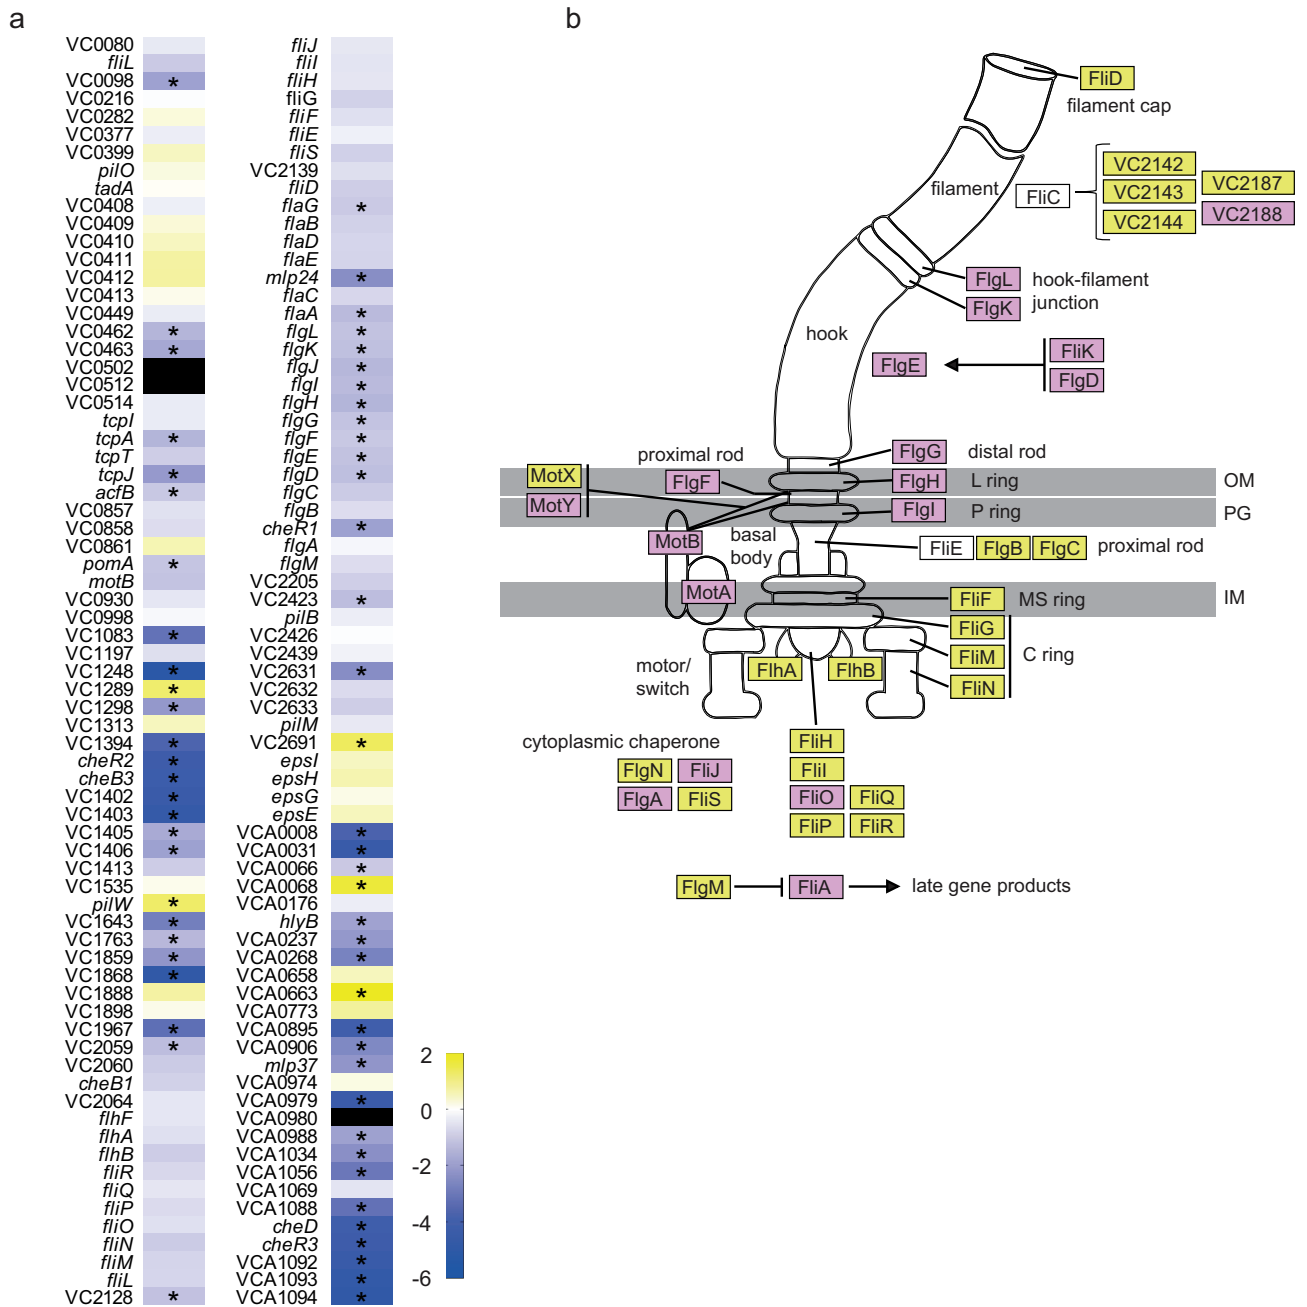 a
VC0080
fliL
VC0098 *
VC0216
VC0282
VC0377
VC0399
pilO
tadA
VC0408
VC0409
VC0410
VC0411
VC0412
VC0413
VC0449
VC0462 *
VC0463 *
VC0502
VC0512
VC0514
tcpI
tcpA *
tcpT
tcpJ *
acfB *
VC0857
VC0858
VC0861
pomA *
motB
VC0930
VC0998
VC1083 *
VC1197
VC1248 *
VC1289 *
VC1298 *
VC1313
VC1394 *
cheR2 *
cheB3 *
VC1402 *
VC1403 *
VC1405 *
VC1406 *
VC1413
VC1535
pilW *
VC1643 *
VC1763 *
VC1859 *
VC1868 *
VC1888
VC1898
VC1967 *
VC2059 *
VC2060
cheB1
VC2064
flhF
flhA
flhB
fliR
fliQ
fliP
fliO
fliN
fliM
fliL
VC2128 *
fliJ
fliI
fliH
fliG
fliF
fliE
fliS
VC2139
fliD
flaG *
flaB
flaD
flaE
mlp24 *
flaC
flaA *
flgL *
flgK *
flgJ *
flgI *
flgH *
flgG *
flgF *
flgE *
flgD *
flgC
flgB
cheR1 *
flgA
flgM
VC2205
VC2423 *
pilB
VC2426
VC2439
VC2631 *
VC2632
VC2633
pilM
VC2691 *
epsI
epsH
epsG
epsE
VCA0008 *
VCA0031 *
VCA0066 *
VCA0068 *
VCA0176
hlyB *
VCA0237 *
VCA0268 *
VCA0658
VCA0663 *
VCA0773
VCA0895 *
VCA0906 *
mlp37 *
VCA0974
VCA0979 *
VCA0980
VCA0988 *
VCA1034 *
VCA1056 *
VCA1069
VCA1088 *
cheD *
cheR3 *
VCA1092 *
VCA1093 *
VCA1094 *
2
0
-2
-4
-6
b
FliD
filament cap
filament
FliC
VC2142
VC2143
VC2144
VC2187
VC2188
FlgL
FlgK
hook-filament
junction
hook
FlgE
FliK
FlgD
proximal rod
FlgG distal rod
MotX
MotY
FlgF
FlgH L ring
OM
FlgI P ring
PG
MotB
basal
body
FliE FlgB FlgC proximal rod
MotA
FliF MS ring
IM
FliG
FliM
FliN
C ring
motor/
switch
FlhA
FlhB
cytoplasmic chaperone
FlgN FliJ
FlgA FliS
FliH
FliI
FliO FliQ
FliP FliR
FlgM FliA late gene products